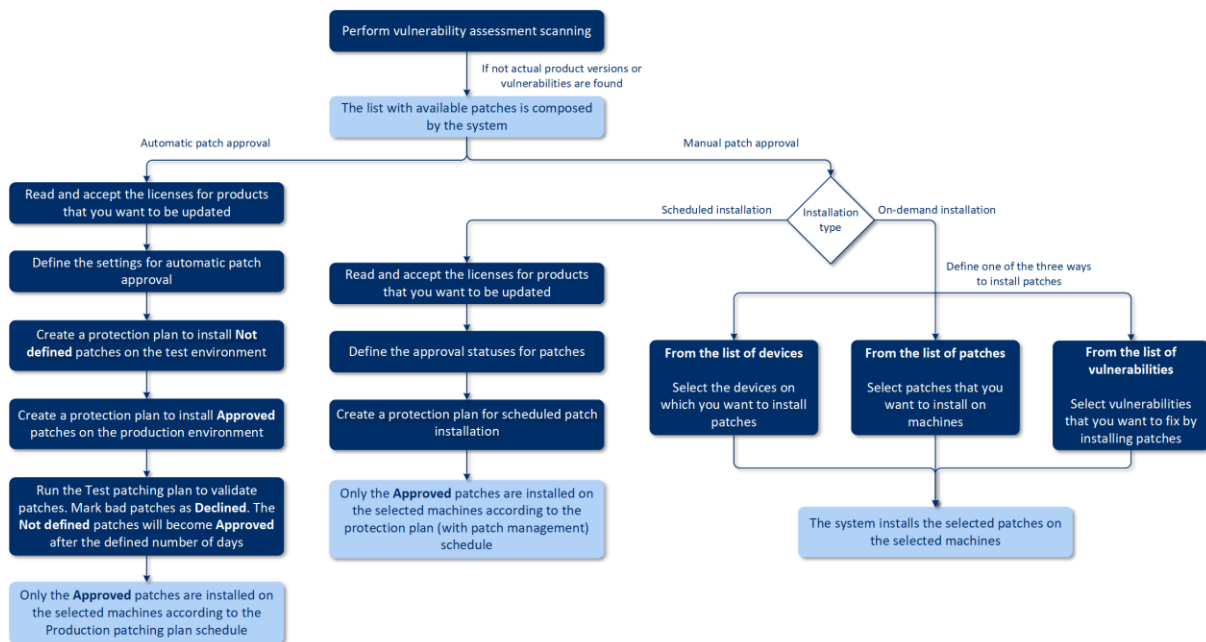 Perform vulnerability assessment scanning
If not actual product versions or
vulnerabilities are found
The list with available patches is composed
by the system
Automatic patch approval
Manual patch approval
Read and accept the licenses for products
that you want to be updated
Define the settings for automatic patch
approval
Create a protection plan to install Not
defined patches on the test environment
Create a protection plan to install Approved
patches on the production environment
Run the Test patching plan to validate
patches. Mark bad patches as Declined. The
Not defined patches will become Approved
after the defined number of days
Only the Approved patches are installed on
the selected machines according to the
Production patching plan schedule
Installation
type
Scheduled installation
On-demand installation
Read and accept the licenses for products
that you want to be updated
Define the approval statuses for patches
Create a protection plan for scheduled patch
installation
Only the Approved patches are installed on
the selected machines according to the
protection plan (with patch management)
schedule
Define one of the three ways
to install patches
From the list of devices
Select the devices on
which you want to install
patches
From the list of patches
Select patches that you
want to install on
machines
From the list of
vulnerabilities
Select vulnerabilities
that you want to fix by
installing patches
The system installs the selected patches on
the selected machines